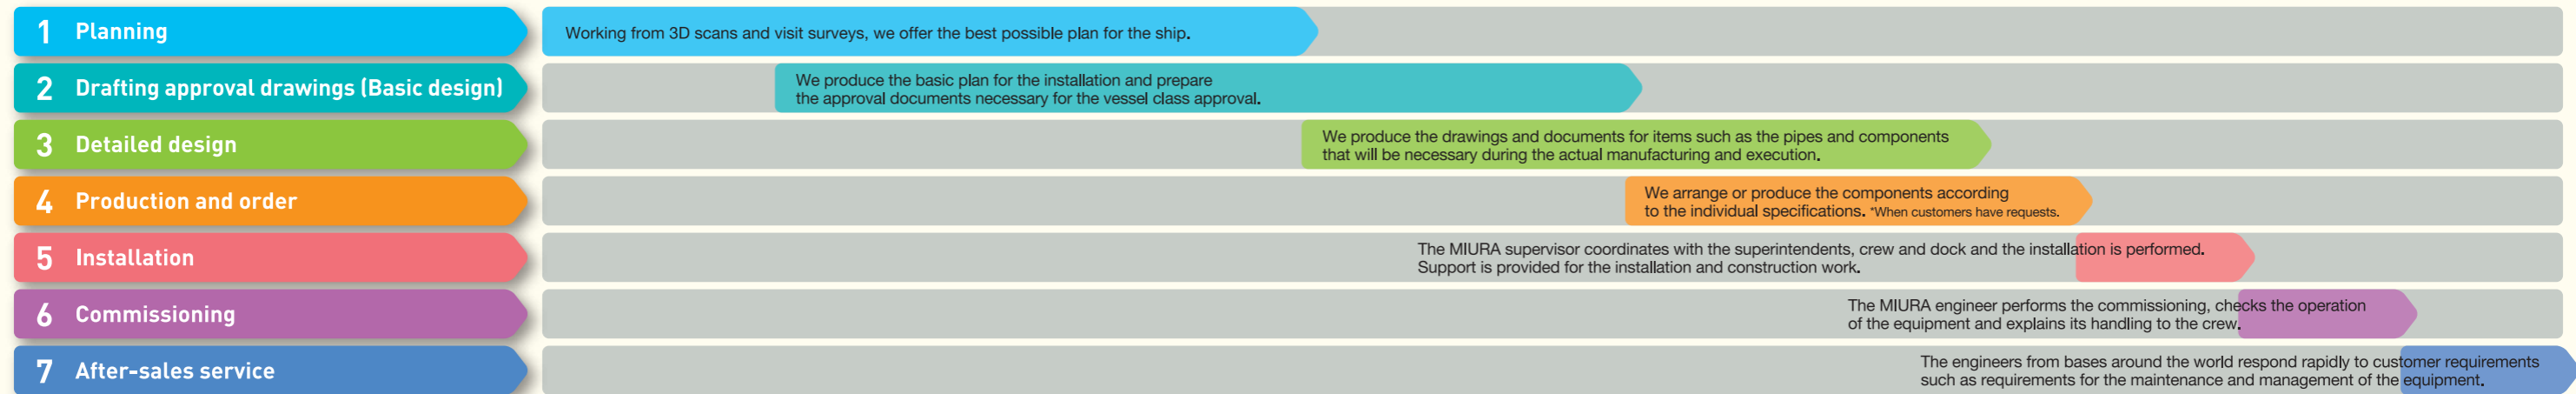 1 Planning
Working from 3D scans and visit surveys, we offer the best possible plan for the ship.
2 Drafting approval drawings (Basic design)
We produce the basic plan for the installation and prepare
the approval documents necessary for the vessel class approval.
3 Detailed design
We produce the drawings and documents for items such as the pipes and components
that will be necessary during the actual manufacturing and execution.
4 Production and order
We arrange or produce the components according
to the individual specifications. *When customers have requests.
5 Installation
The MIURA supervisor coordinates with the superintendents, crew and dock and the installation is performed.
Support is provided for the installation and construction work.
6 Commissioning
The MIURA engineer performs the commissioning, checks the operation
of the equipment and explains its handling to the crew.
7 After-sales service
The engineers from bases around the world respond rapidly to customer requirements
such as requirements for the maintenance and management of the equipment.